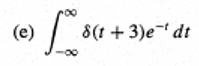 (e) ∫_{-∞}^{∞} δ(t + 3)e^{-t} dt